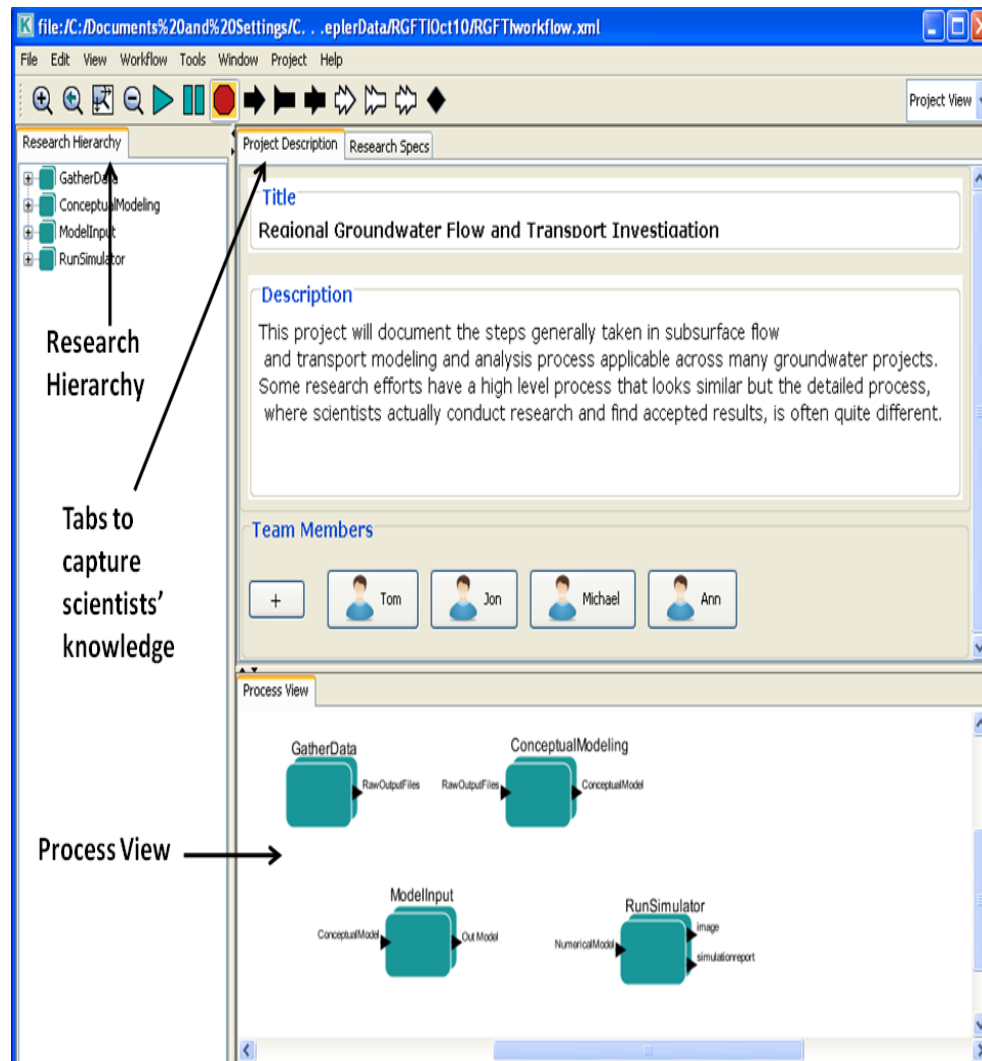 file:/C:/Documents%20and%20Settings/C. . .eplerData/RGFTIOct10/RGFTIworkflow.xml
File Edit View Workflow Tools Window Project Help
Project View
Research Hierarchy
GatherData
ConceptualModeling
ModelInput
RunSimulator
Research
Hierarchy
Tabs to
capture
scientists’
knowledge
Process View
Project Description Research Specs
Title
Regional Groundwater Flow and Transport Investigation
Description
This project will document the steps generally taken in subsurface flow
and transport modeling and analysis process applicable across many groundwater projects.
Some research efforts have a high level process that looks similar but the detailed process,
where scientists actually conduct research and find accepted results, is often quite different.
Team Members
+ Tom Jon Michael Ann
Process View
GatherData
RawOutputFiles
ConceptualModeling
RawOutputFiles ConceptualModel
ModelInput
ConceptualModel Out Model
RunSimulator
image
NumericalModel
simulationreport